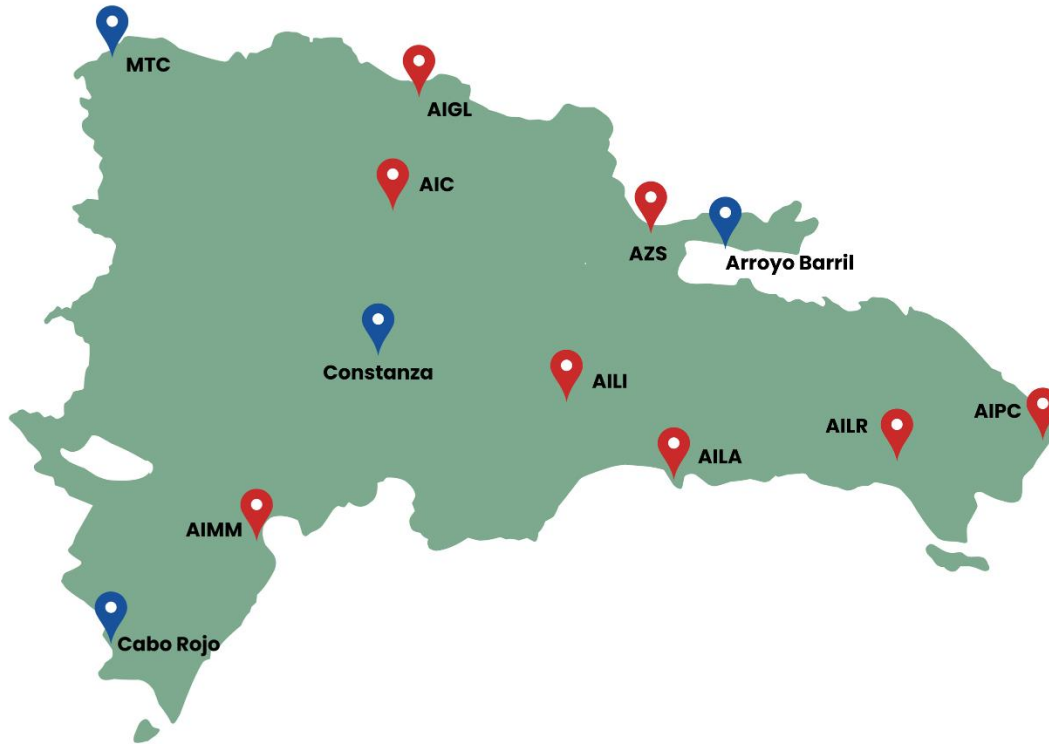 MTC
AIGL
AIC
AZS
Arroyo Barril
Constanza
AILI
AIPC
AILR
AILA
AIMM
Cabo Rojo